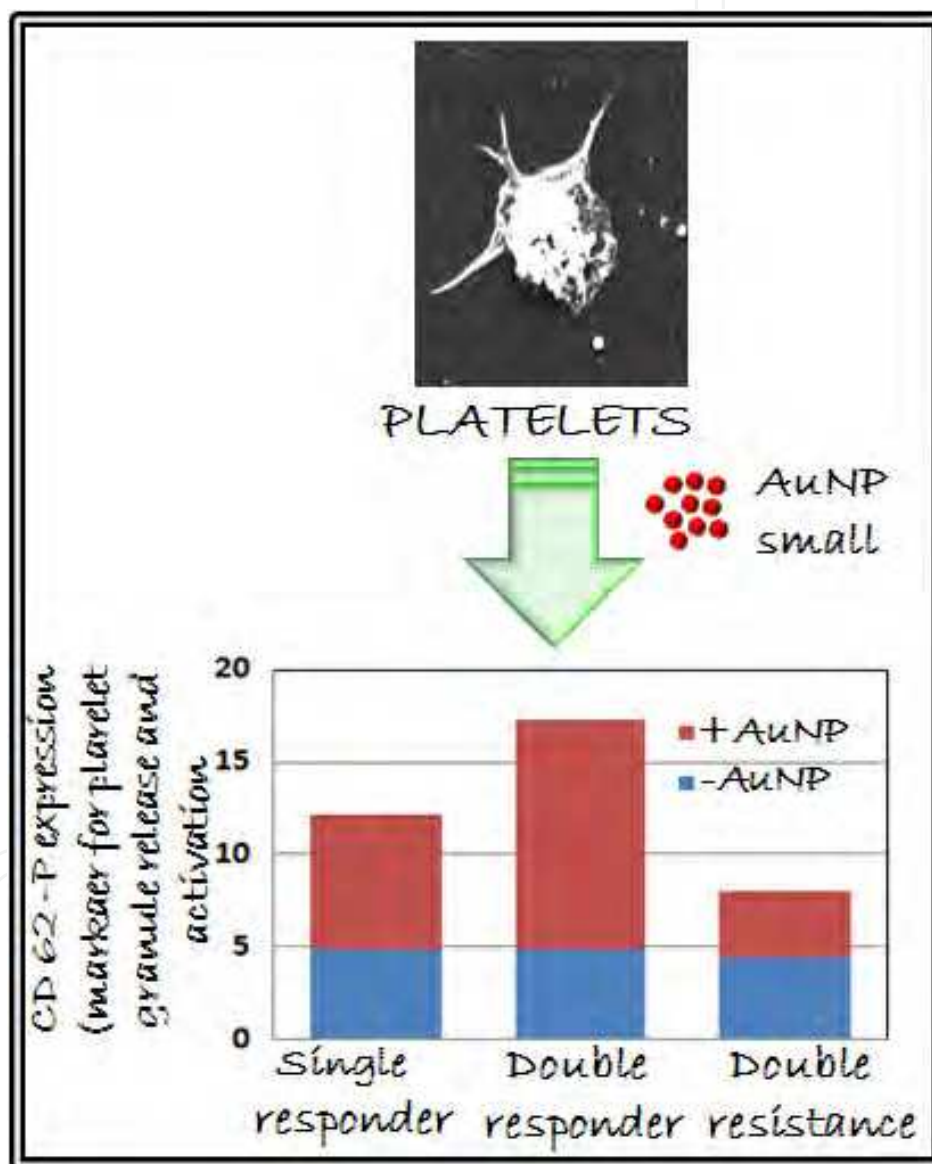 PLATELETS
AuNP
small
CD 62-P expression
(markaer for plarelet
granule release and
activation
20
15
10
5
0
+AuNP
-AuNP
Single
responder
Double
responder
Double
resistance